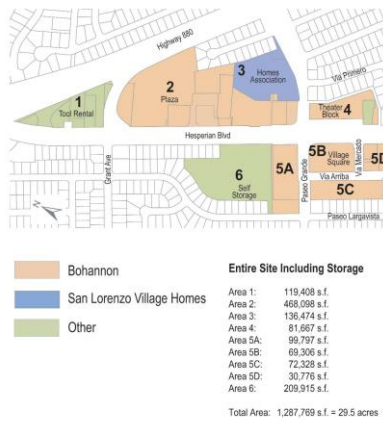 Highway 880
1
Tool Rental
2
Plaza
3
Homes
Association
Via Primero
Theater
Block
4
Hesperian Blvd
Grant Ave
6
Self
Storage
5A
Paseo Grande
5B
Village
Square
Via Mercado
5D
Via Arriba
5C
Paseo Largavista
N
Bohannon
San Lorenzo Village Homes
Other
Entire Site Including Storage
Area 1: 119,408 s.f.
Area 2: 468,098 s.f.
Area 3: 136,474 s.f.
Area 4: 81,667 s.f.
Area 5A: 99,797 s.f.
Area 5B: 69,306 s.f.
Area 5C: 72,328 s.f.
Area 5D: 30,776 s.f.
Area 6: 209,915 s.f.
Total Area: 1,287,769 s.f. = 29.5 acres